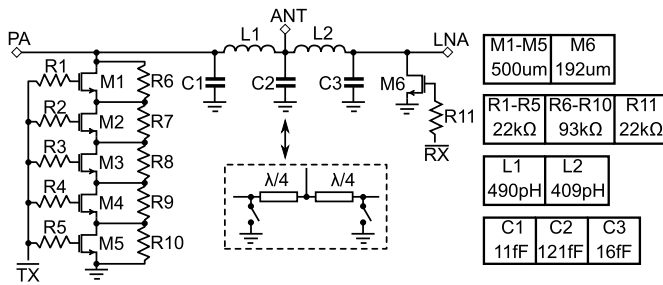 PA
ANT
LNA
L1
L2
R1
R2
R3
R4
R5
M1
M2
M3
M4
M5
R6
R7
R8
R9
R10
C1
C2
C3
M6
R11
RX
TX
λ/4
λ/4
M1-M5 M6
500um 192um
R1-R5 R6-R10 R11
22kΩ 93kΩ 22kΩ
L1 L2
490pH 409pH
C1 C2 C3
11fF 121fF 16fF